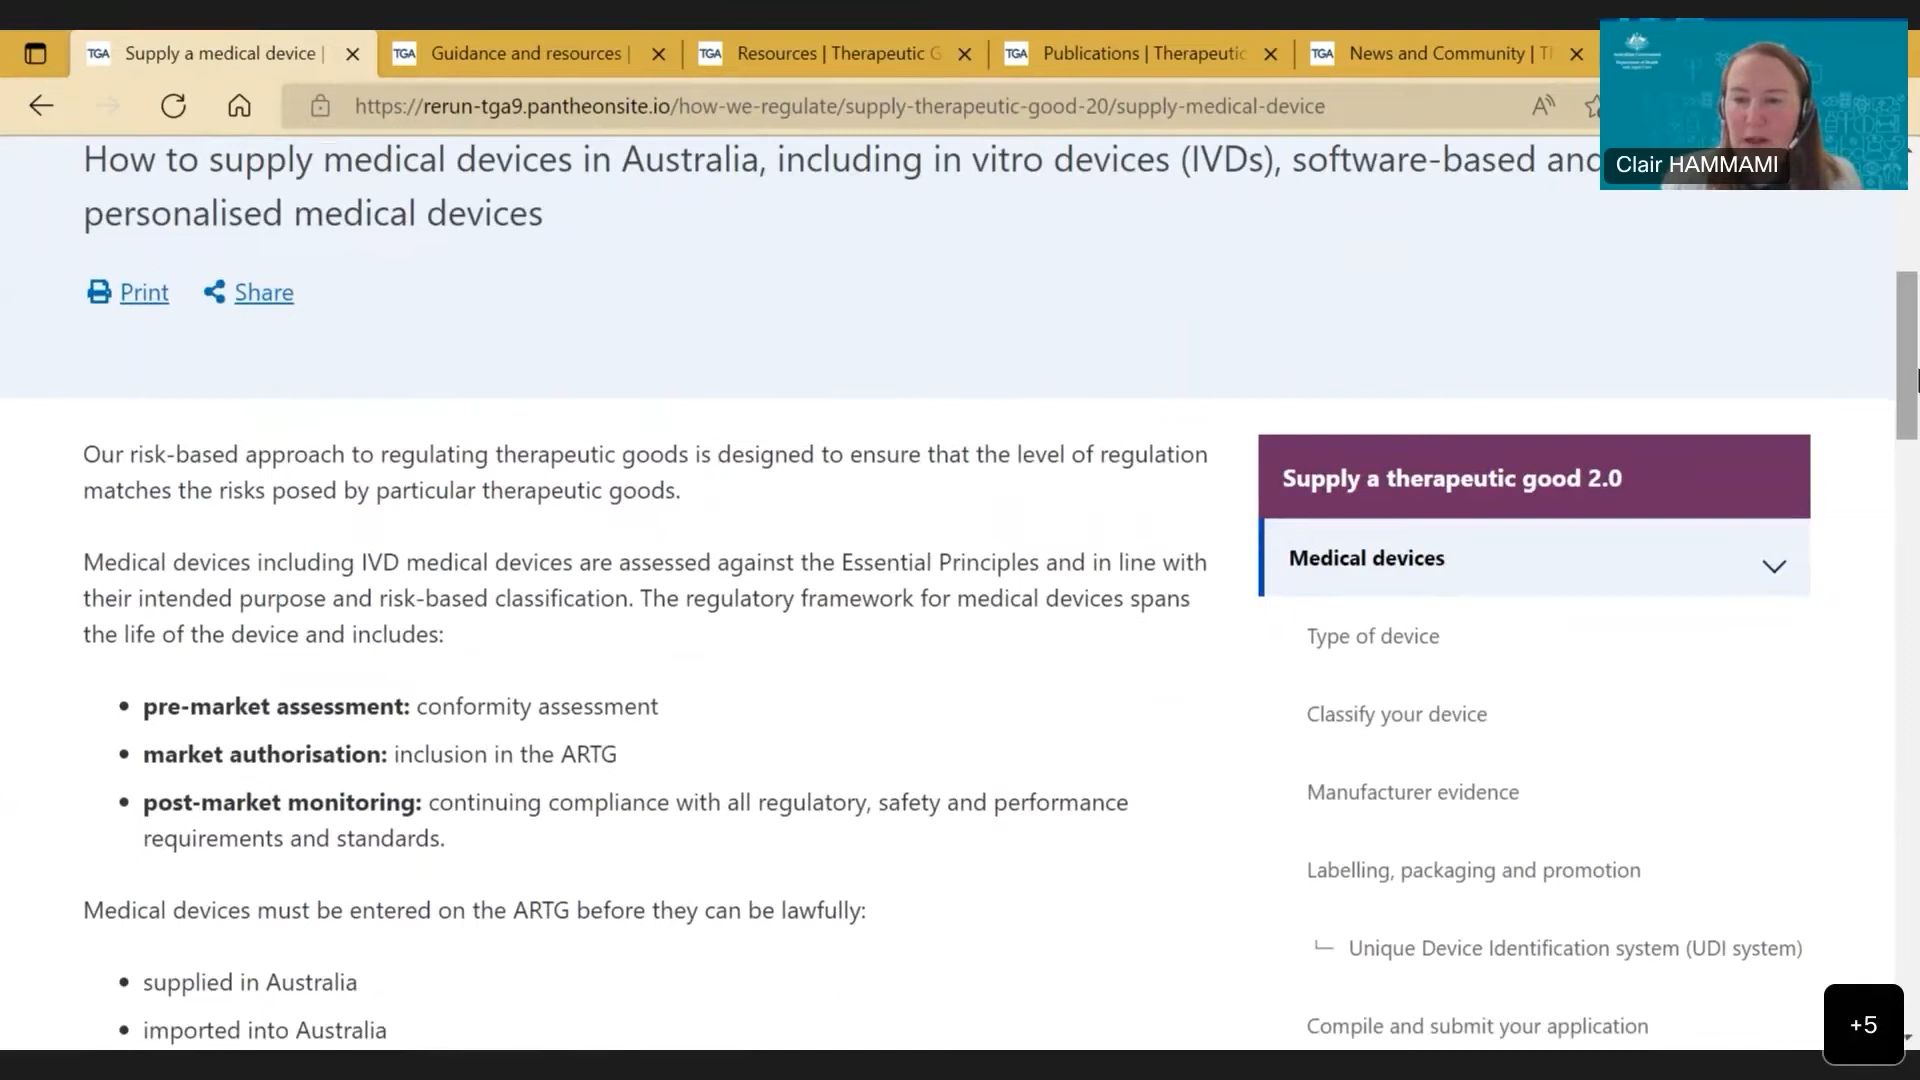 TGA Supply a medical device |
TGA Guidance and resources |
TGA Resources | Therapeutic G
TGA Publications | Therapeutic
TGA News and Community | T
https://rerun-tga9.pantheonsite.io/how-we-regulate/supply-therapeutic-good-20/supply-medical-device
Clair HAMMAMI
How to supply medical devices in Australia, including in vitro devices (IVDs), software-based and
personalised medical devices
Print
Share
Our risk-based approach to regulating therapeutic goods is designed to ensure that the level of regulation
matches the risks posed by particular therapeutic goods.
Medical devices including IVD medical devices are assessed against the Essential Principles and in line with
their intended purpose and risk-based classification. The regulatory framework for medical devices spans
the life of the device and includes:
• pre-market assessment: conformity assessment
• market authorisation: inclusion in the ARTG
• post-market monitoring: continuing compliance with all regulatory, safety and performance
requirements and standards.
Medical devices must be entered on the ARTG before they can be lawfully:
• supplied in Australia
• imported into Australia
Supply a therapeutic good 2.0
Medical devices
Type of device
Classify your device
Manufacturer evidence
Labelling, packaging and promotion
Unique Device Identification system (UDI system)
Compile and submit your application
+5